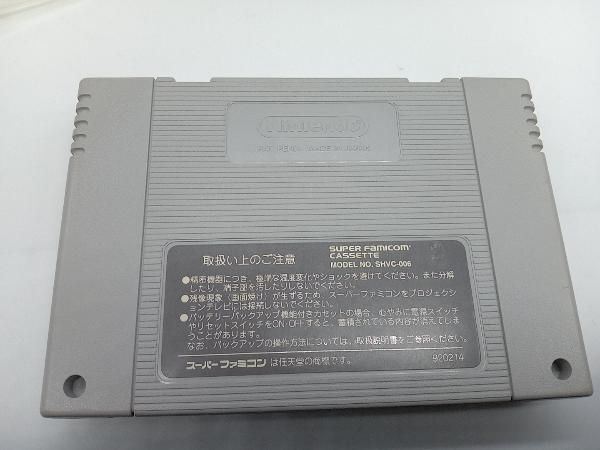 Nintendo
PAT. PEND. MADE IN JAPAN
取扱い上のご注意
SUPER FAMICOM
CASSETTE
MODEL NO. SHVC-006
●精密機器につき、極端な温度変化やショックを避けてください。また分解
したり、端子部を汚したりしないでください。
●残像現象（画面焼け）が生ずるため、スーパーファミコンをプロジェクシ
ョンテレビには接続しないでください。
●バッテリーバックアップ機能付きカセットの場合、むやみに電源スイッチ
やリセットスイッチをON・OFFすると、蓄積されている内容が消えてしま
うことがあります。
なお、バックアップの操作方法については、取扱説明書をご参照ください。
スーパーファミコン は任天堂の商標です。
920214